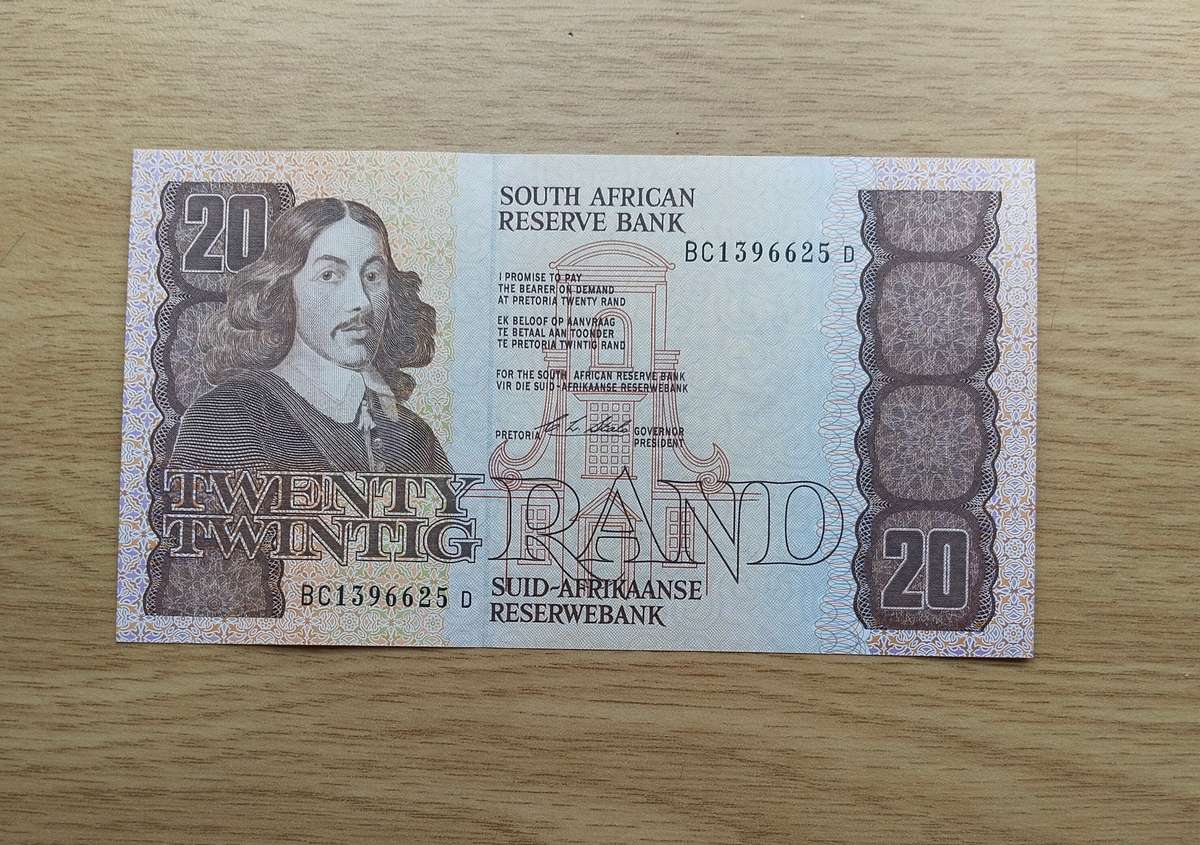 20
SOUTH AFRICAN
RESERVE BANK
BC1396625 D
I PROMISE TO PAY
THE BEARER ON DEMAND
AT PRETORIA TWENTY RAND
EK BELOOF OP AANVRAAG
TE BETAAL AAN TOONDER
TE PRETORIA TWINTIG RAND
FOR THE SOUTH AFRICAN RESERVE BANK
VIR DIE SUID-AFRIKAANSE RESERWEBANK
PRETORIA
GOVERNOR
PRESIDENT
TWENTY
TWINTIG
RAND
20
BC1396625 D
SUID-AFRIKAANSE
RESERWEBANK